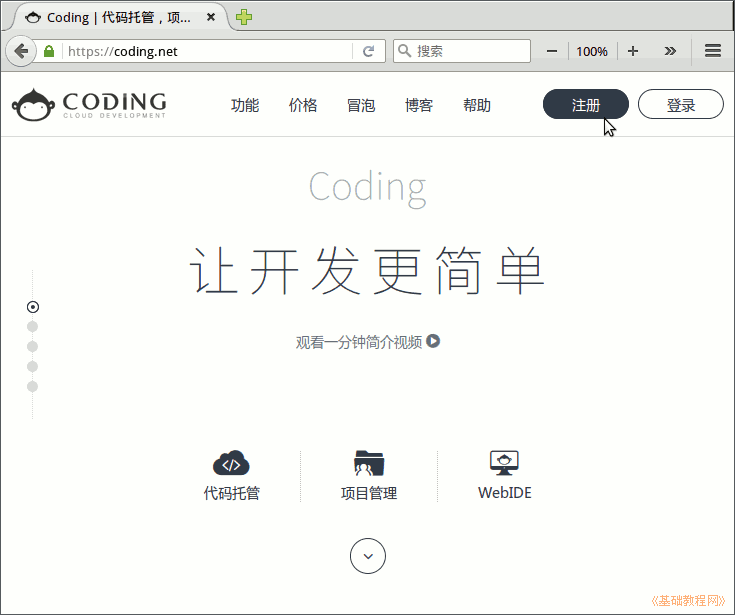 Coding | 代码托管，项...
https://coding.net
搜索
100%
CODING
CLOUD DEVELOPMENT
功能 价格 冒泡 博客 帮助 注册 登录
Coding
让开发更简单
观看一分钟简介视频
代码托管 项目管理 WebIDE
《基础教程网》